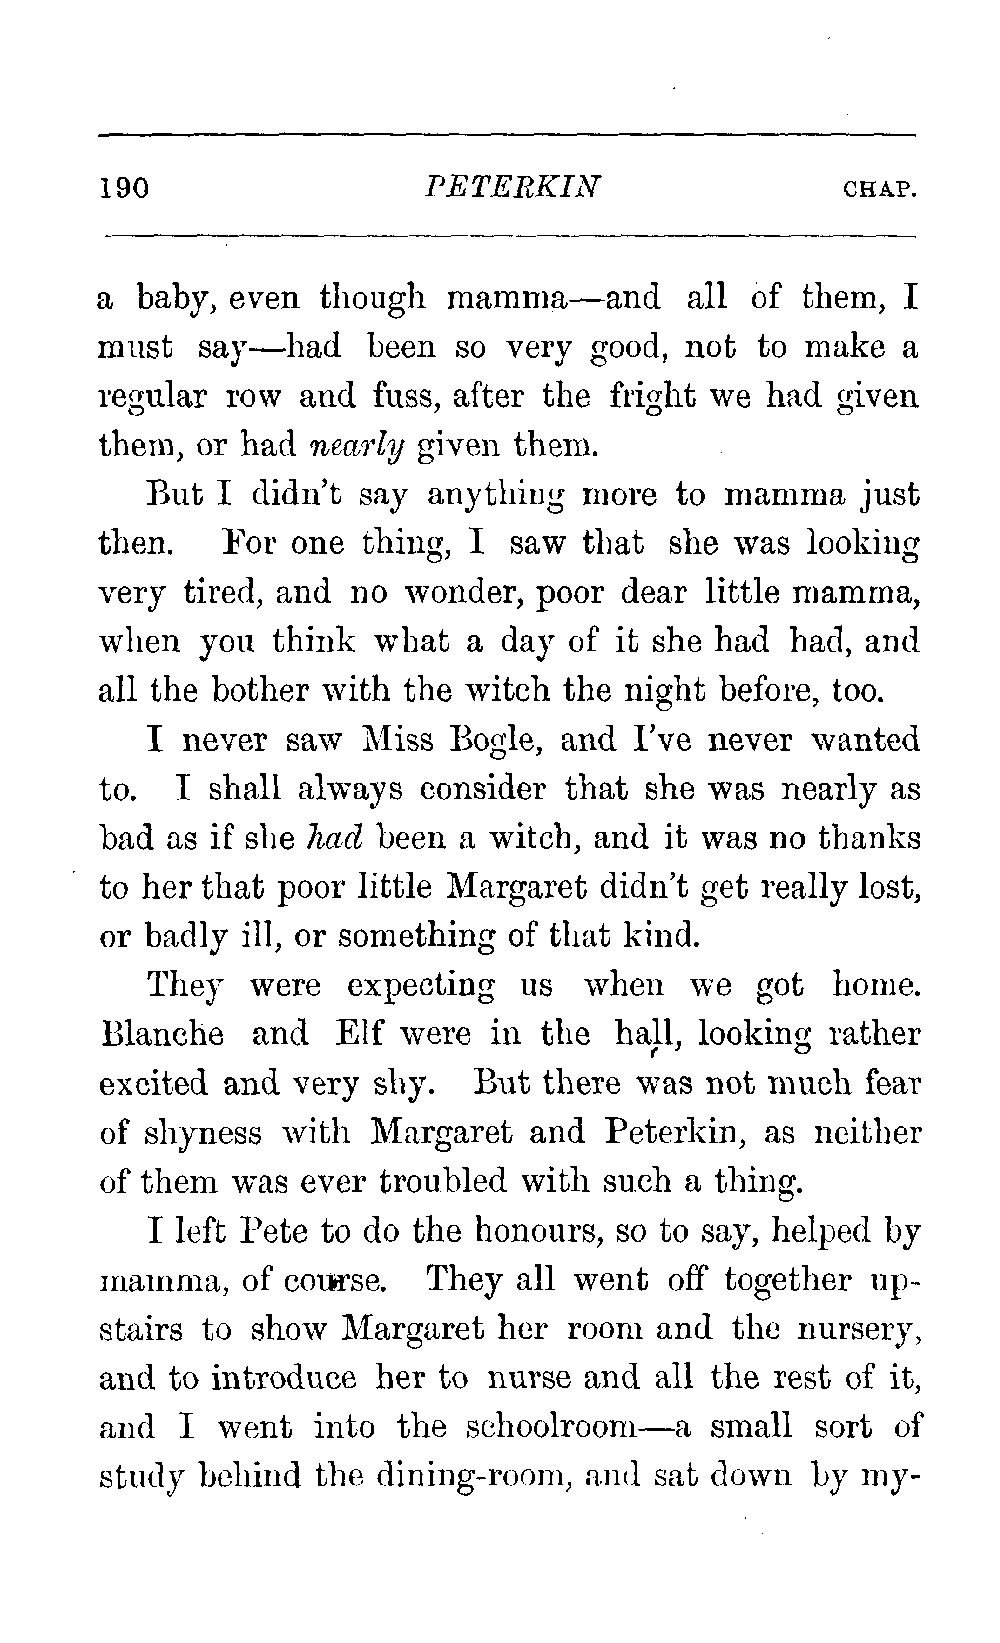 190 PETERKIN CHAP.
a baby, even though mamma—and all of them, I
must say—had been so very good, not to make a
regular row and fuss, after the fright we had given
them, or had nearly given them.
But I didn't say anything more to mamma just
then. For one thing, I saw that she was looking
very tired, and no wonder, poor dear little mamma,
when you think what a day of it she had had, and
all the bother with the witch the night before, too.
I never saw Miss Bogle, and I've never wanted
to. I shall always consider that she was nearly as
bad as if she had been a witch, and it was no thanks
to her that poor little Margaret didn't get really lost,
or badly ill, or something of that kind.
They were expecting us when we got home.
Blanche and Elf were in the hall, looking rather
excited and very shy. But there was not much fear
of shyness with Margaret and Peterkin, as neither
of them was ever troubled with such a thing.
I left Pete to do the honours, so to say, helped by
mamma, of course. They all went off together up-
stairs to show Margaret her room and the nursery,
and to introduce her to nurse and all the rest of it,
and I went into the schoolroom—a small sort of
study behind the dining-room, and sat down by my-